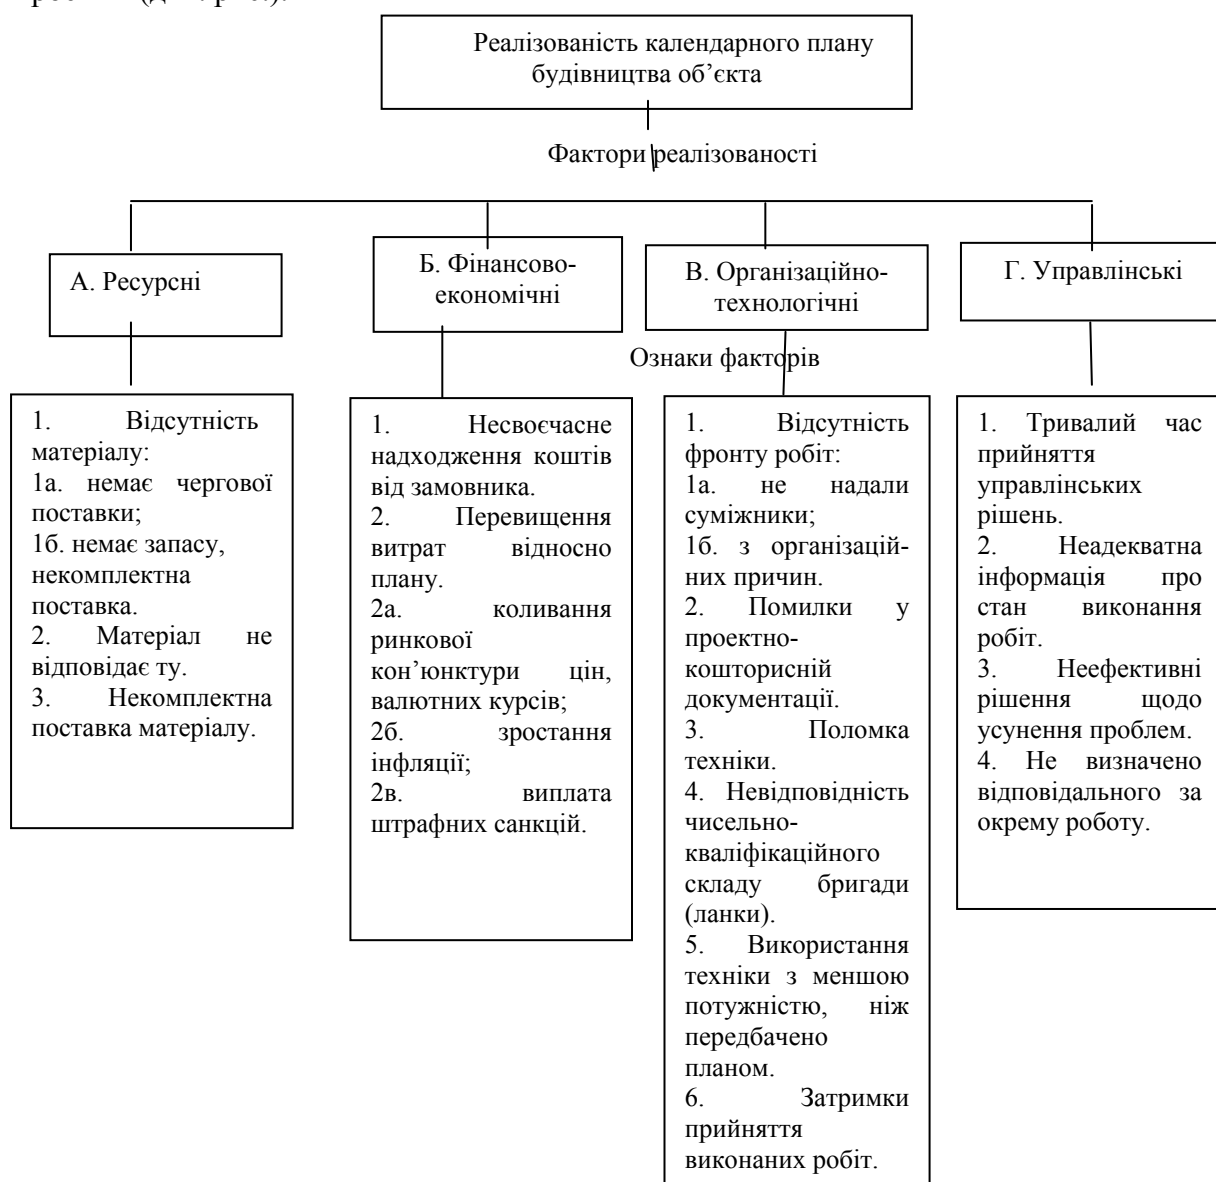 Реалізованість календарного плану
будівництва об’єкта
Фактори реалізованості
А. Ресурсні
Б. Фінансово-
економічні
В. Організаційно-
технологічні
Г. Управлінські
Ознаки факторів
1. Відсутність
матеріалу:
1а. немає чергової
поставки;
1б. немає запасу,
некомплектна
поставка.
2. Матеріал не
відповідає ту.
3. Некомплектна
поставка матеріалу.
1. Несвоєчасне
надходження коштів
від замовника.
2. Перевищення
витрат відносно
плану.
2а. коливання
ринкової
кон’юнктури цін,
валютних курсів;
2б. зростання
інфляції;
2в. виплата
штрафних санкцій.
1. Відсутність
фронту робіт:
1а. не надали
суміжники;
1б. з організацій-
них причин.
2. Помилки у
проектно-
кошторисній
документації.
3. Поломка
техніки.
4. Невідповідність
чисельно-
кваліфікаційного
складу бригади
(ланки).
5. Використання
техніки з меншою
потужністю, ніж
передбачено
планом.
6. Затримки
прийняття
виконаних робіт.
1. Тривалий час
прийняття
управлінських
рішень.
2. Неадекватна
інформація про
стан виконання
робіт.
3. Неефективні
рішення щодо
усунення проблем.
4. Не визначено
відповідального за
окрему роботу.